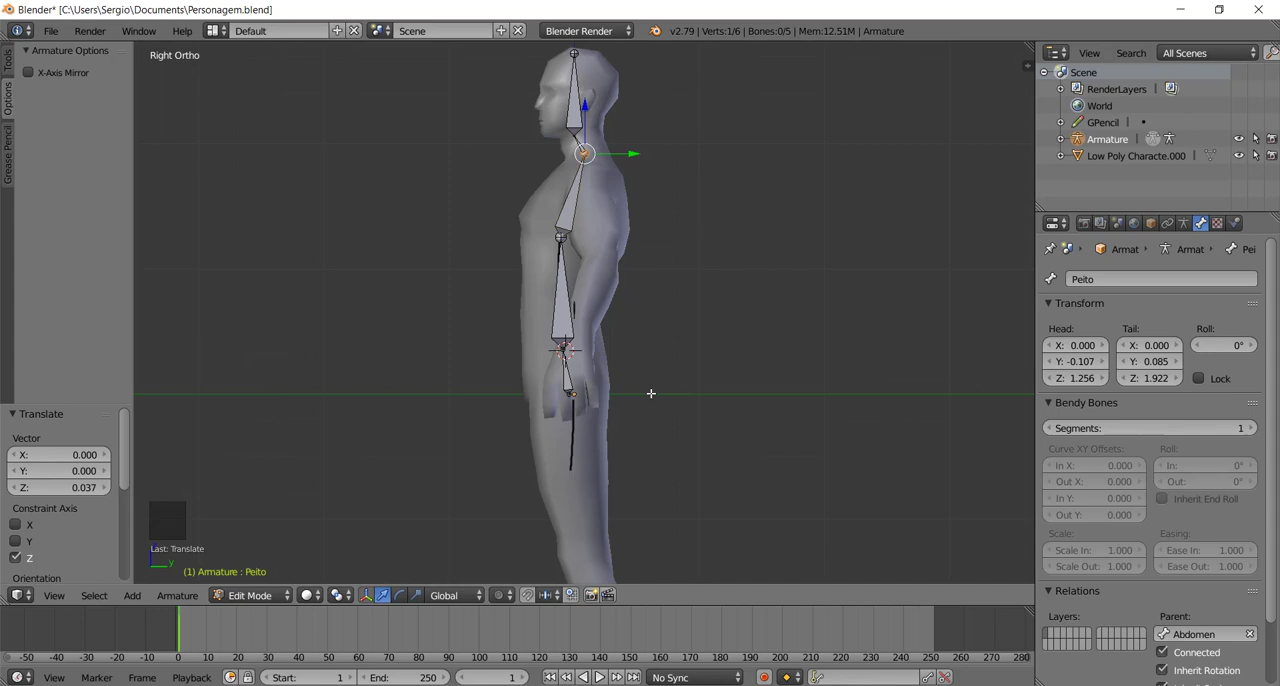 Blender* [C:\Users\Sergio\Documents\Personagem.blend]
File Render Window Help Default Scene Blender Render v2.79 | Verts:1/6 | Bones:0/5 | Mem:12.51M | Armature
Tools
Options
Grease Pencil
Armature Options
X-Axis Mirror
Right Ortho
View Search All Scenes
Scene
RenderLayers
World
GPencil
Armature
Low Poly Characte.000
Armat Armat Pei
Peito
Transform
Head: Tail: Roll:
X: 0.000 X: 0.000 0°
Y: -0.107 Y: 0.085
Z: 1.256 Z: 1.922 Lock
Bendy Bones
Segments: 1
Curve XY Offsets: Roll:
In X: 0.000 In: 0°
In Y: 0.000 Out: 0°
Out X: 0.000
Out Y: 0.000 Inherit End Roll
Scale: Easing:
Scale In: 1.000 Ease In: 1.000
Scale Out: 1.000 Ease Out: 1.000
Relations
Layers: Parent:
Abdomen
Connected
Inherit Rotation
Translate
Vector
X: 0.000
Y: 0.000
Z: 0.037
Constraint Axis
X
Y
Z
Orientation
Last: Translate
y
(1) Armature : Peito
View Select Add Armature Edit Mode Global
-50 -40 -30 -20 -10 0 10 20 30 40 50 60 70 80 90 100 110 120 130 140 150 160 170 180 190 200 210 220 230 240 250 260 270 280
View Marker Frame Playback Start: 1 End: 250 1 No Sync